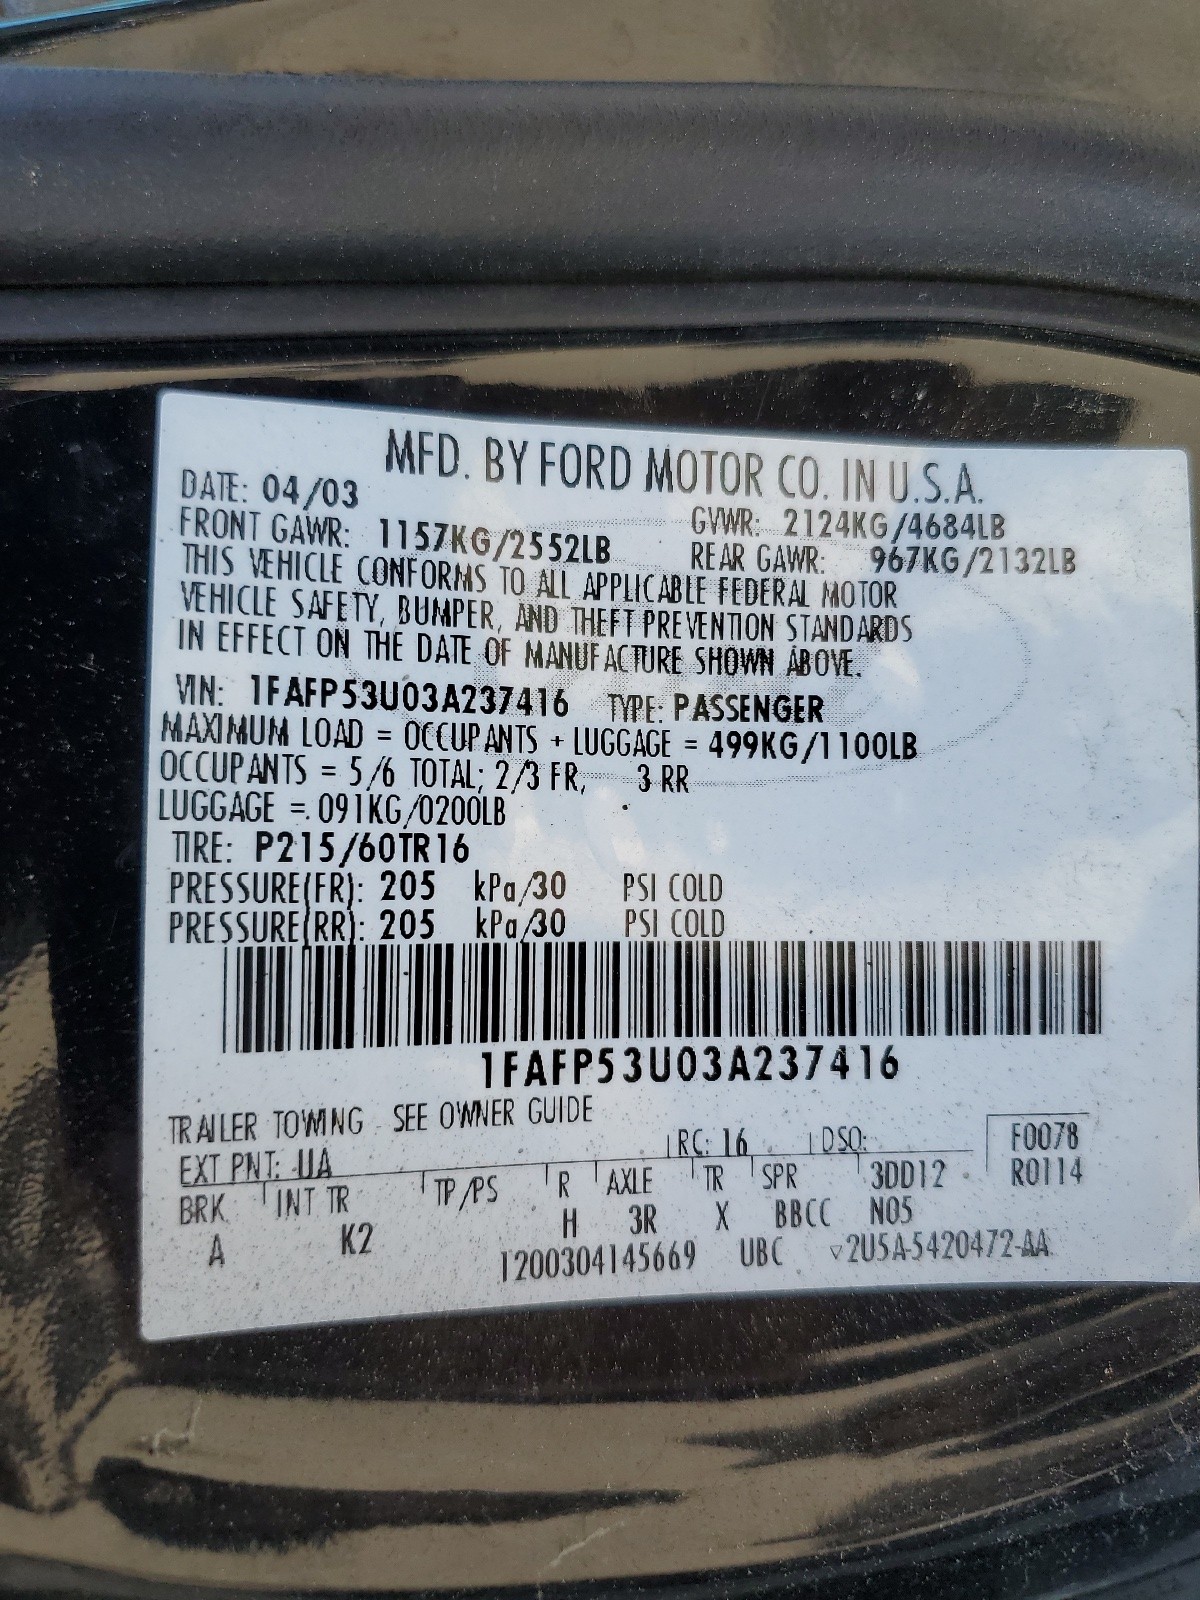 MFD. BY FORD MOTOR CO. IN U.S.A.
DATE: 04/03
GVWR: 2124KG/4684LB
FRONT GAWR: 1157KG/2552LB
REAR GAWR: 967KG/2132LB
THIS VEHICLE CONFORMS TO ALL APPLICABLE FEDERAL MOTOR
VEHICLE SAFETY, BUMPER, AND THEFT PREVENTION STANDARDS
IN EFFECT ON THE DATE OF MANUFACTURE SHOWN ABOVE.
VIN: 1FAFP53U03A237416 TYPE: PASSENGER
MAXIMUM LOAD = OCCUPANTS + LUGGAGE = 499KG/1100LB
OCCUPANTS = 5/6 TOTAL; 2/3 FR, 3 RR
LUGGAGE = 091KG/0200LB
TIRE: P215/60TR16
PRESSURE(FR): 205 kPa/30 PSI COLD
PRESSURE(RR): 205 kPa/30 PSI COLD
1FAFP53U03A237416
TRAILER TOWING - SEE OWNER GUIDE
EXT PNT: UA RC: 16 DSO: F0078
BRK INT TR TP/PS R AXLE TR SPR 3DD12 R0114
A K2 H 3R X BBCC N05
1200304145669 UBC ▽2U5A-5420472-AA